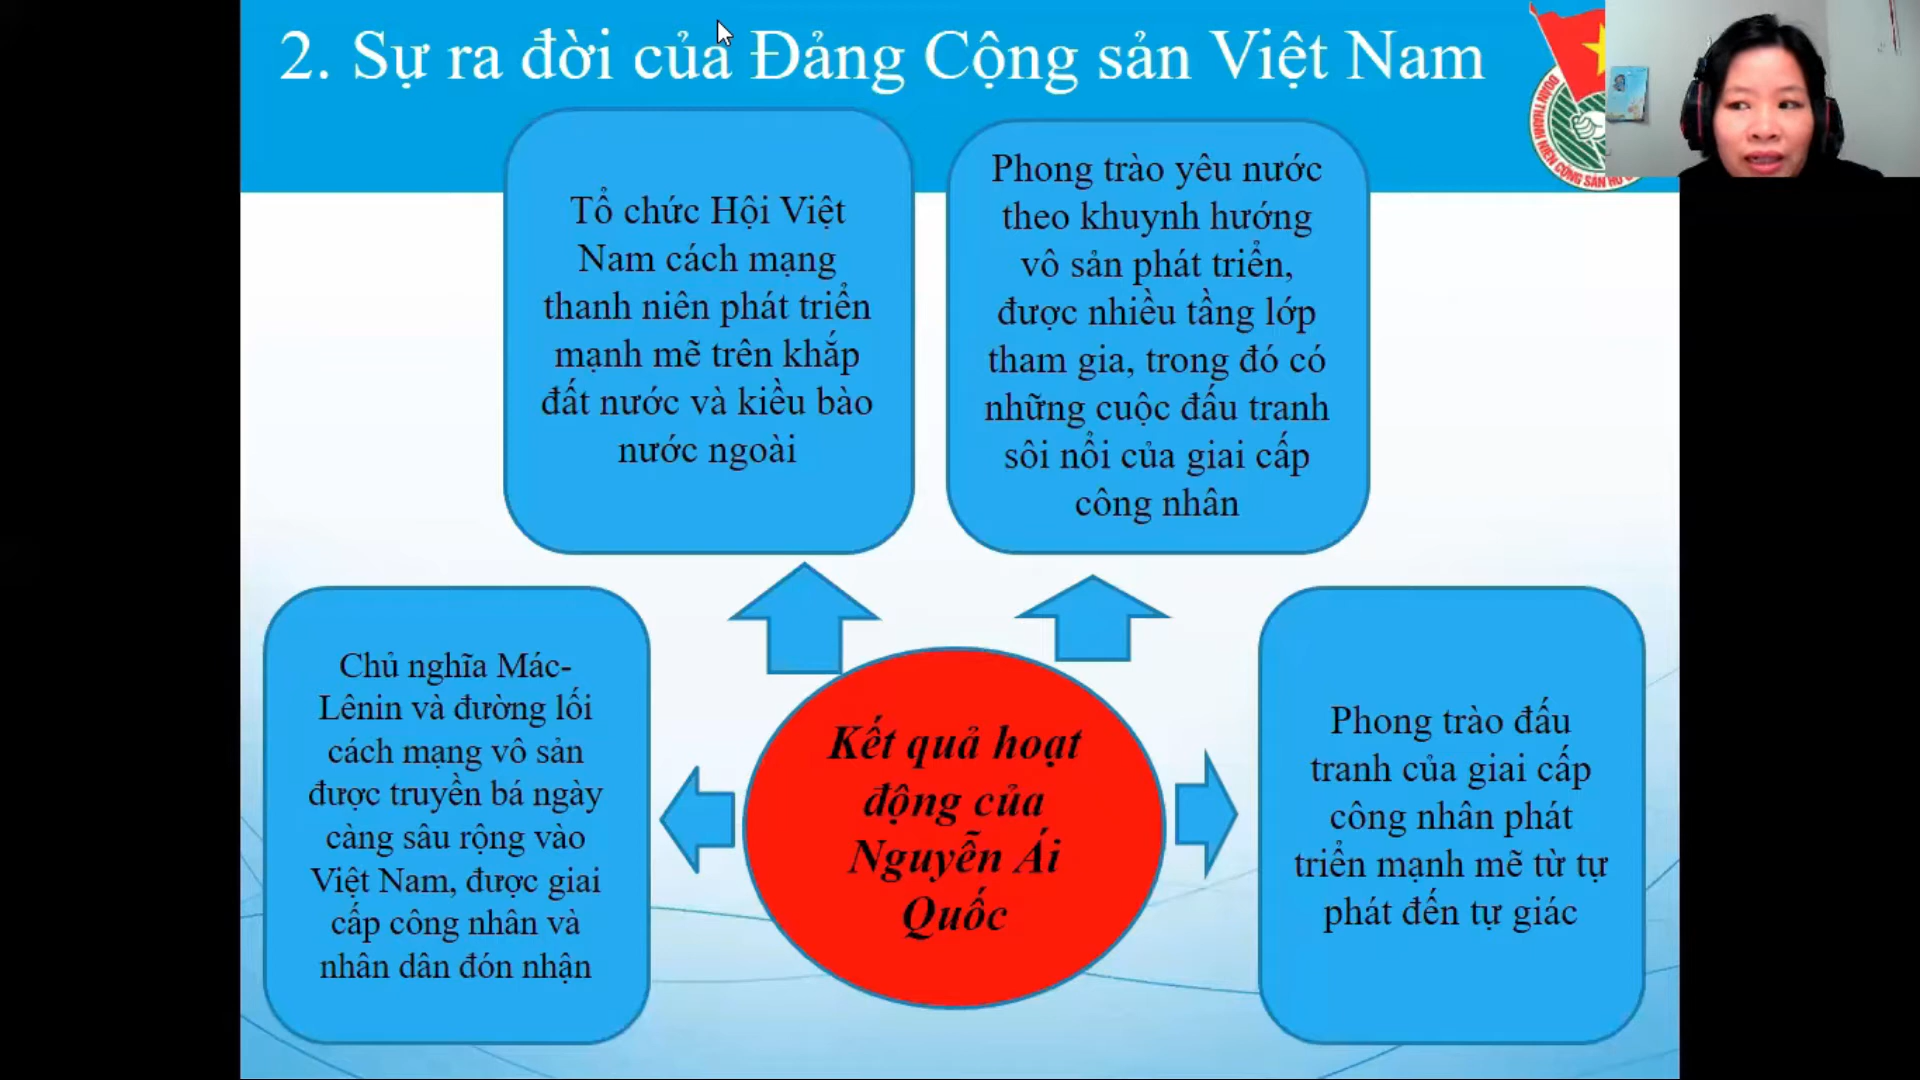 2. Sự ra đời của Đảng Cộng sản Việt Nam
Tổ chức Hội Việt
Nam cách mạng
thanh niên phát triển
mạnh mẽ trên khắp
đất nước và kiều bào
nước ngoài
Phong trào yêu nước
theo khuynh hướng
vô sản phát triển,
được nhiều tầng lớp
tham gia, trong đó có
những cuộc đấu tranh
sôi nổi của giai cấp
công nhân
Chủ nghĩa Mác-
Lênin và đường lối
cách mạng vô sản
được truyền bá ngày
càng sâu rộng vào
Việt Nam, được giai
cấp công nhân và
nhân dân đón nhận
Kết quả hoạt
động của
Nguyễn Ái
Quốc
Phong trào đấu
tranh của giai cấp
công nhân phát
triển mạnh mẽ từ tự
phát đến tự giác
ĐOÀN THANH NIÊN CỘNG SẢN